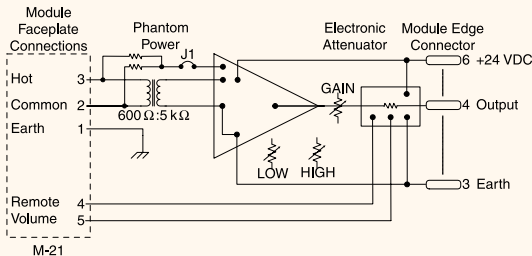 Module
Faceplate
Connections
Phantom
Power
J1
Electronic
Attenuator
Module Edge
Connector
Hot 3
Common 2
Earth 1
600 Ω:5 kΩ
GAIN
LOW
HIGH
6 +24 VDC
4 Output
3 Earth
Remote 4
Volume 5
M-21